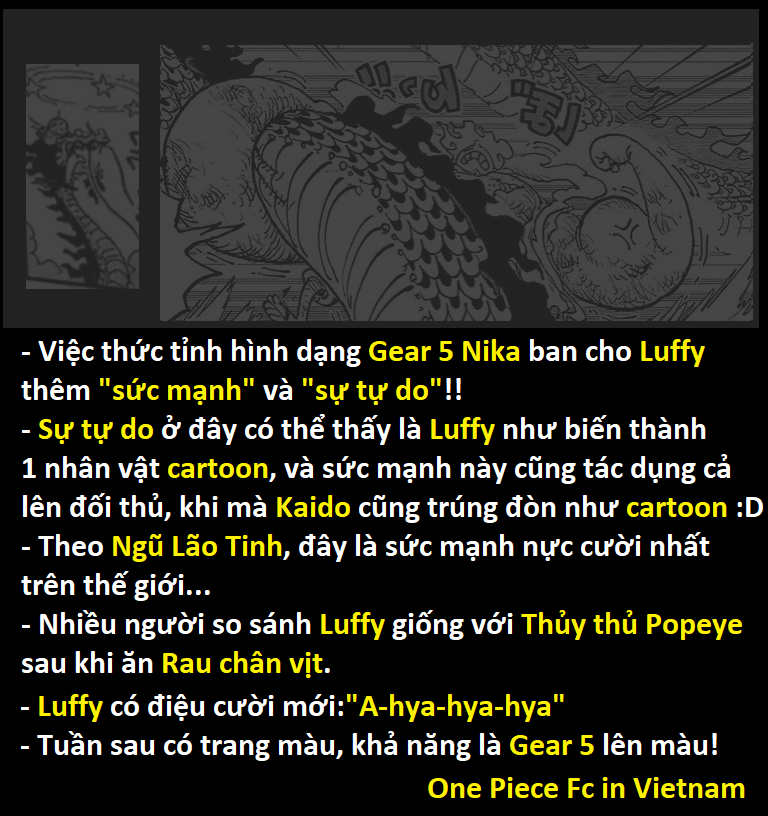 - Việc thức tỉnh hình dạng Gear 5 Nika ban cho Luffy
thêm "sức mạnh" và "sự tự do"!!
- Sự tự do ở đây có thể thấy là Luffy như biến thành
1 nhân vật cartoon, và sức mạnh này cũng tác dụng cả
lên đối thủ, khi mà Kaido cũng trúng đòn như cartoon :D
- Theo Ngũ Lão Tinh, đây là sức mạnh nực cười nhất
trên thế giới...
- Nhiều người so sánh Luffy giống với Thủy thủ Popeye
sau khi ăn Rau chân vịt.
- Luffy có điệu cười mới:"A-hya-hya-hya"
- Tuần sau có trang màu, khả năng là Gear 5 lên màu!
One Piece Fc in Vietnam